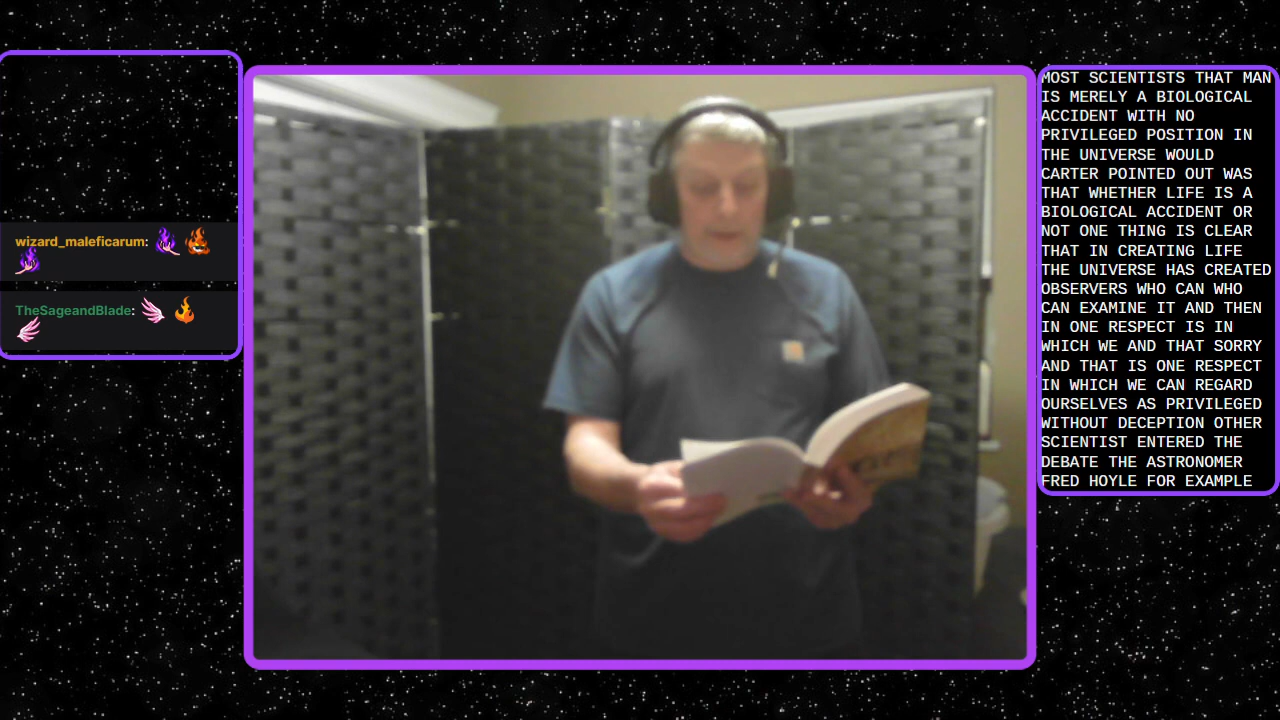 wizard_maleficarum:
TheSageandBlade:
MOST SCIENTISTS THAT MAN
IS MERELY A BIOLOGICAL
ACCIDENT WITH NO
PRIVILEGED POSITION IN
THE UNIVERSE WOULD
CARTER POINTED OUT WAS
THAT WHETHER LIFE IS A
BIOLOGICAL ACCIDENT OR
NOT ONE THING IS CLEAR
THAT IN CREATING LIFE
THE UNIVERSE HAS CREATED
OBSERVERS WHO CAN WHO
CAN EXAMINE IT AND THEN
IN ONE RESPECT IS IN
WHICH WE AND THAT SORRY
AND THAT IS ONE RESPECT
IN WHICH WE CAN REGARD
OURSELVES AS PRIVILEGED
WITHOUT DECEPTION OTHER
SCIENTIST ENTERED THE
DEBATE THE ASTRONOMER
FRED HOYLE FOR EXAMPLE